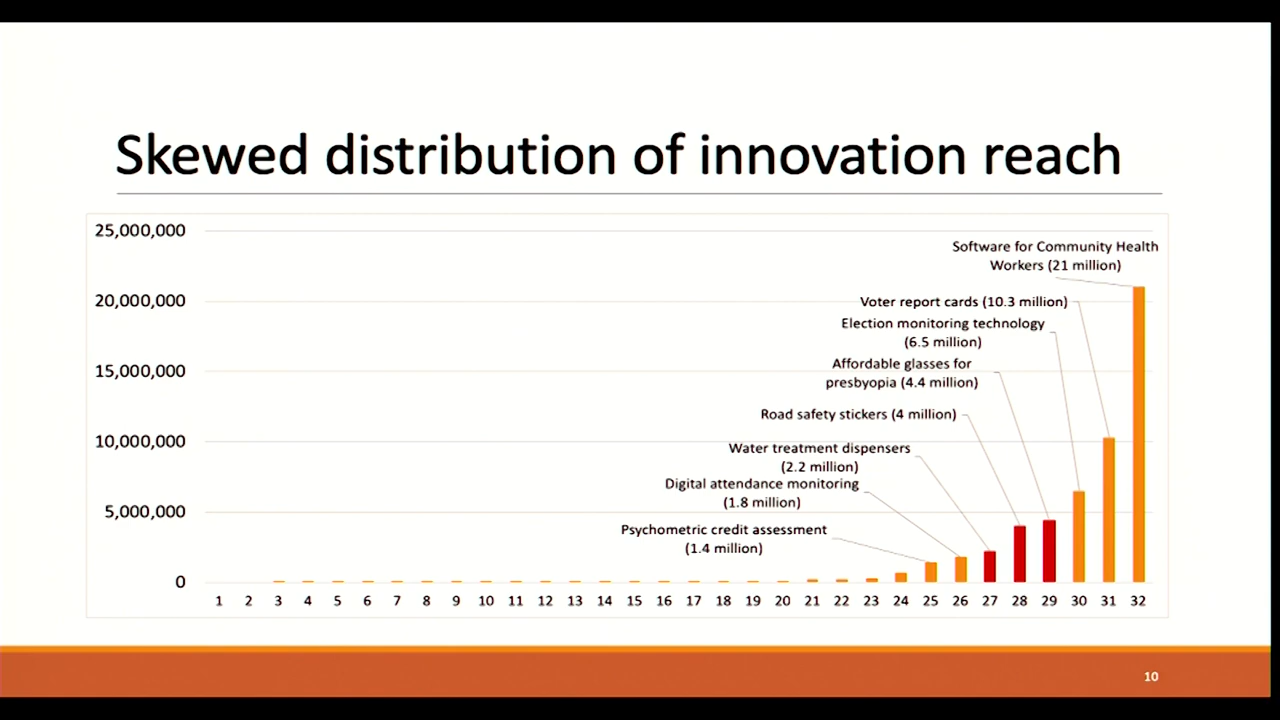 Skewed distribution of innovation reach
25,000,000
20,000,000
15,000,000
10,000,000
5,000,000
0
Software for Community Health
Workers (21 million)
Voter report cards (10.3 million)
Election monitoring technology
(6.5 million)
Affordable glasses for
presbyopia (4.4 million)
Road safety stickers (4 million)
Water treatment dispensers
(2.2 million)
Digital attendance monitoring
(1.8 million)
Psychometric credit assessment
(1.4 million)
1 2 3 4 5 6 7 8 9 10 11 12 13 14 15 16 17 18 19 20 21 22 23 24 25 26 27 28 29 30 31 32
10